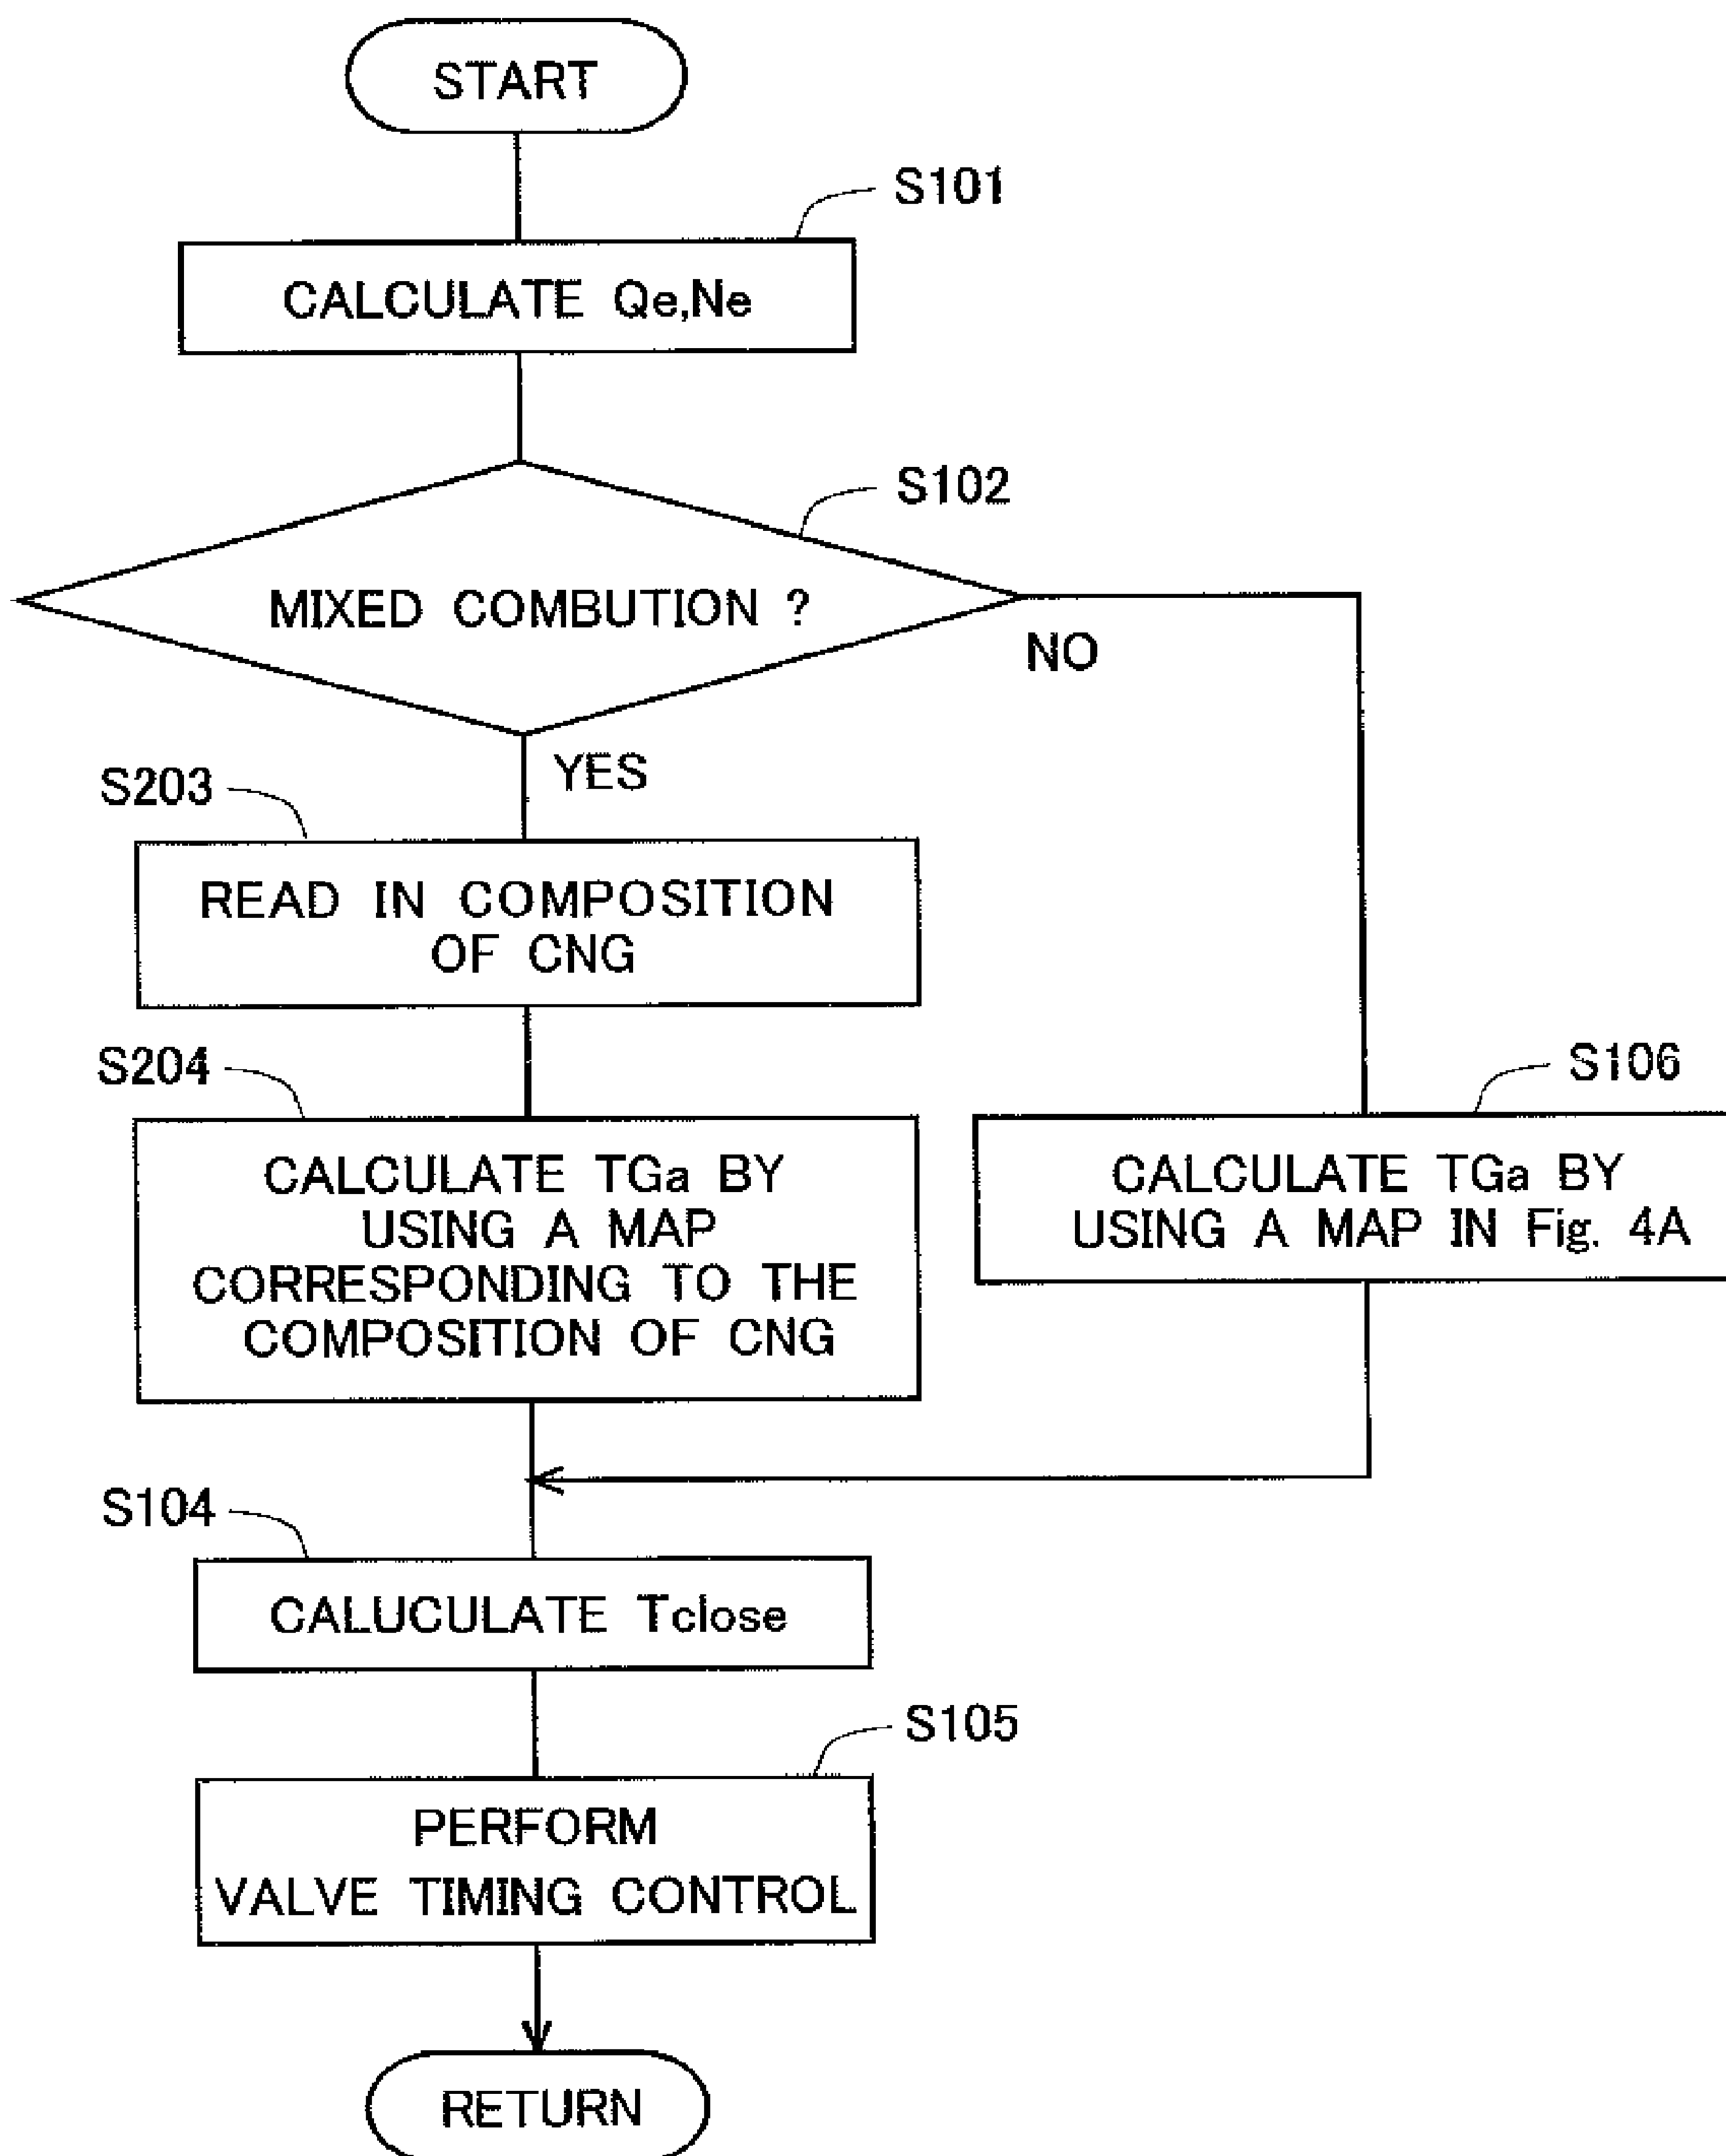 START
S101
CALCULATE Qe,Ne
S102
MIXED COMBUTION ?
NO
YES
S203
READ IN COMPOSITION
OF CNG
S204
CALCULATE TGa BY
USING A MAP
CORRESPONDING TO THE
COMPOSITION OF CNG
S106
CALCULATE TGa BY
USING A MAP IN Fig. 4A
S104
CALUCULATE Tclose
S105
PERFORM
VALVE TIMING CONTROL
RETURN